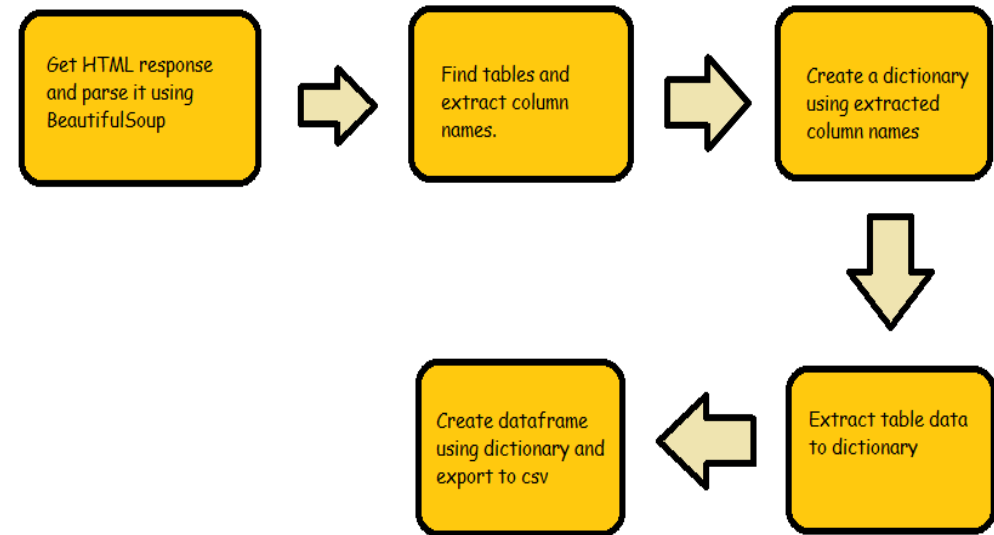 Get HTML response
and parse it using
BeautifulSoup
Find tables and
extract column
names.
Create a dictionary
using extracted
column names
Extract table data
to dictionary
Create dataframe
using dictionary and
export to csv